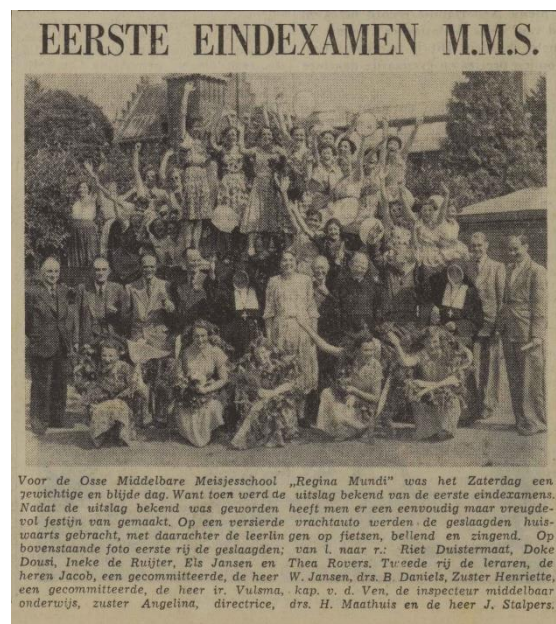 EERSTE EINDEXAMEN M.M.S.
Voor de Osse Middelbare Meisjesschool „Regina Mundi" was het Zaterdag een
gewichtige en blijde dag. Want toen werd de uitslag bekend van de eerste eindexamens.
Nadat de uitslag bekend was geworden heeft men er een eenvoudig maar vreugde-
vol festijn van gemaakt. Op een versierde vrachtauto werden de geslaagden huis-
waarts gebracht, met daarachter de leerlingen op fietsen, bellend en zingend. Op
bovenstaande foto eerste rij de geslaagden; van l. naar r.: Riet Duistermaat, Doke
Dousi, Ineke de Ruijter, Els Jansen en Thea Rovers. Tweede rij de leraren, de
heren Jacob, een gecommitteerde, de heer W. Jansen, drs. B. Daniels, Zuster Henriette,
een gecommitteerde, de heer ir. Vulsma, kap. v. d. Ven, de inspecteur middelbaar
onderwijs, zuster Angelina, directrice, drs. H. Maathuis en de heer J. Stalpers.